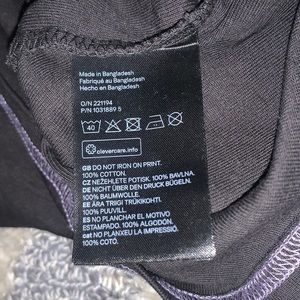 Made in Bangladesh
Fabriqué au Bangladesh
Hecho en Bangladesh
O/N 221194
P/N 1031889 5
40
clevercare.info
GB DO NOT IRON ON PRINT.
100% COTTON.
CZ NEŽEHLETE POTISK. 100% BAVLNA.
DE NICHT ÜBER DEN DRUCK BÜGELN.
100% BAUMWOLLE.
EE ÄRA TRIIGI TRÜKIKOHTI.
100% PUUVILL.
ES NO PLANCHAR EL MOTIVO
ESTAMPADO. 100% ALGODÓN.
cat NO PLANXEU LA IMPRESSIÓ.
100% COTÓ.